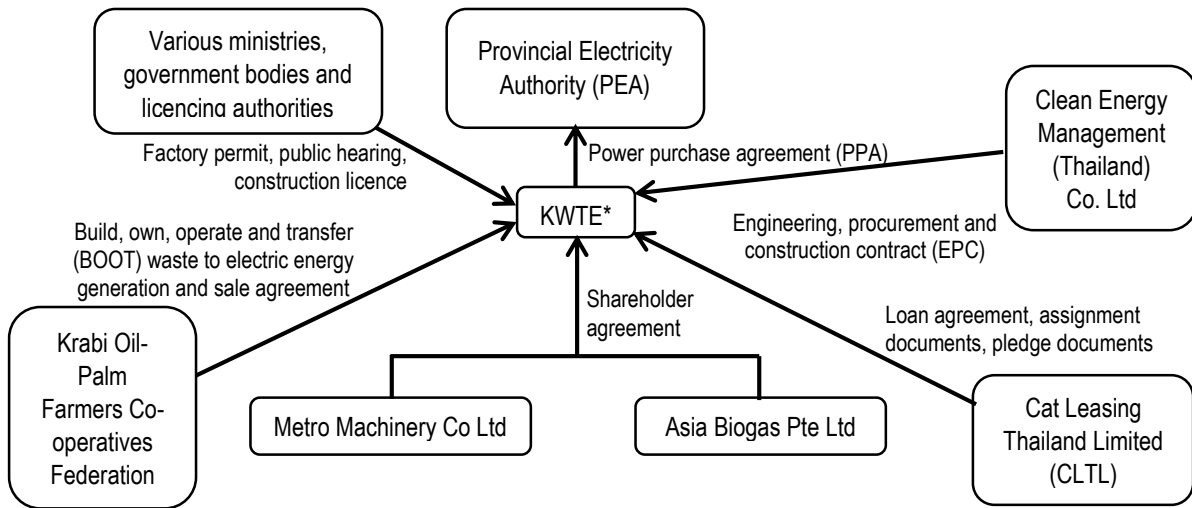 Various ministries,
government bodies and
licencing authorities
Provincial Electricity
Authority (PEA)
Clean Energy
Management
(Thailand)
Co. Ltd
Factory permit, public hearing,
construction licence
Power purchase agreement (PPA)
KWTE*
Build, own, operate and transfer
(BOOT) waste to electric energy
generation and sale agreement
Engineering, procurement and
construction contract (EPC)
Shareholder
agreement
Loan agreement, assignment
documents, pledge documents
Krabi Oil-
Palm
Farmers Co-
operatives
Federation
Metro Machinery Co Ltd
Asia Biogas Pte Ltd
Cat Leasing
Thailand Limited
(CLTL)